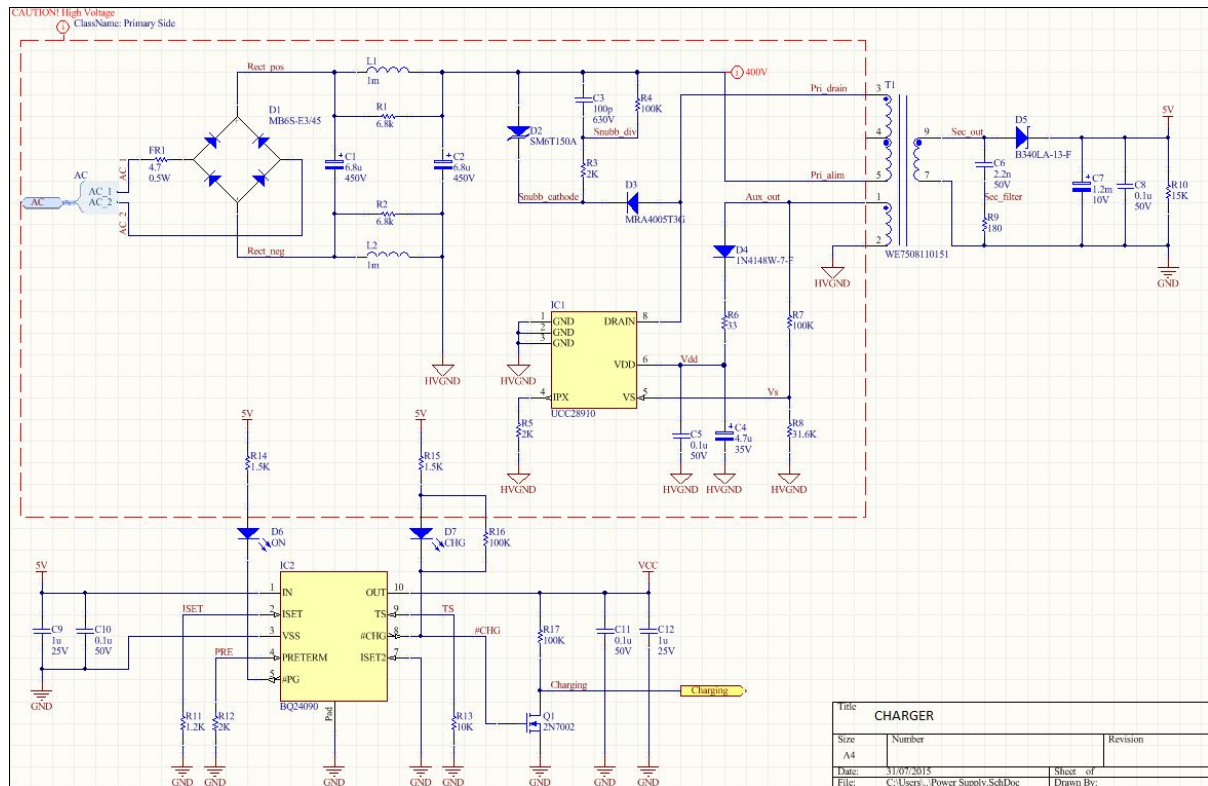 CAUTION! High Voltage
i ClassName: Primary Side
Rect_pos
L1
1m
R1
6.8k
D1
MB6S-E3/45
FR1
4.7
0.5W
AC
AC_1
AC_2
AC
AC_1
AC_2
C1
6.8u
450V
C2
6.8u
450V
R2
6.8k
Rect_neg
L2
1m
HVGND
D2
SM6T150A
C3
100p
630V
R4
100K
Snubb_div
R3
2K
Snubb_cathode
D3
MRA4005T3G
i 400V
Pri_drain
Pri_alim
Aux_out
T1
3
4
5
1
2
9
7
WE7508110151
HVGND
Sec_out
D5
B340LA-13-F
C6
2.2n
50V
Sec_filter
R9
180
C7
1.2m
10V
C8
0.1u
50V
5V
R10
15K
GND
D4
1N4148W-7-F
R6
33
R7
100K
IC1
1 GND DRAIN 8
2 GND
3 GND
VDD 6
4 IPX VS 5
UCC28910
HVGND
R5
2K
HVGND
Vdd
Vs
C5
0.1u
50V
C4
4.7u
35V
R8
31.6K
HVGND
HVGND
HVGND
5V
R14
1.5K
D6
ON
5V
R15
1.5K
D7
CHG
R16
100K
IC2
1 IN OUT 10
2 ISET TS 9
3 VSS #CHG 8
4 PRETERM ISET2 7
5 #PG
BQ24090
Pad
5V
C9
1u
25V
C10
0.1u
50V
GND
ISET
PRE
R11
1.2K
R12
2K
GND
GND
GND
TS
#CHG
R13
10K
GND
GND
R17
100K
Charging
Charging
Q1
2N7002
GND
VCC
C11
0.1u
50V
C12
1u
25V
GND
GND
Title
CHARGER
Size
A4
Number
Revision
Date: 31/07/2015
Sheet of
File: C:\Users\..\Power Supply.SchDoc
Drawn By: